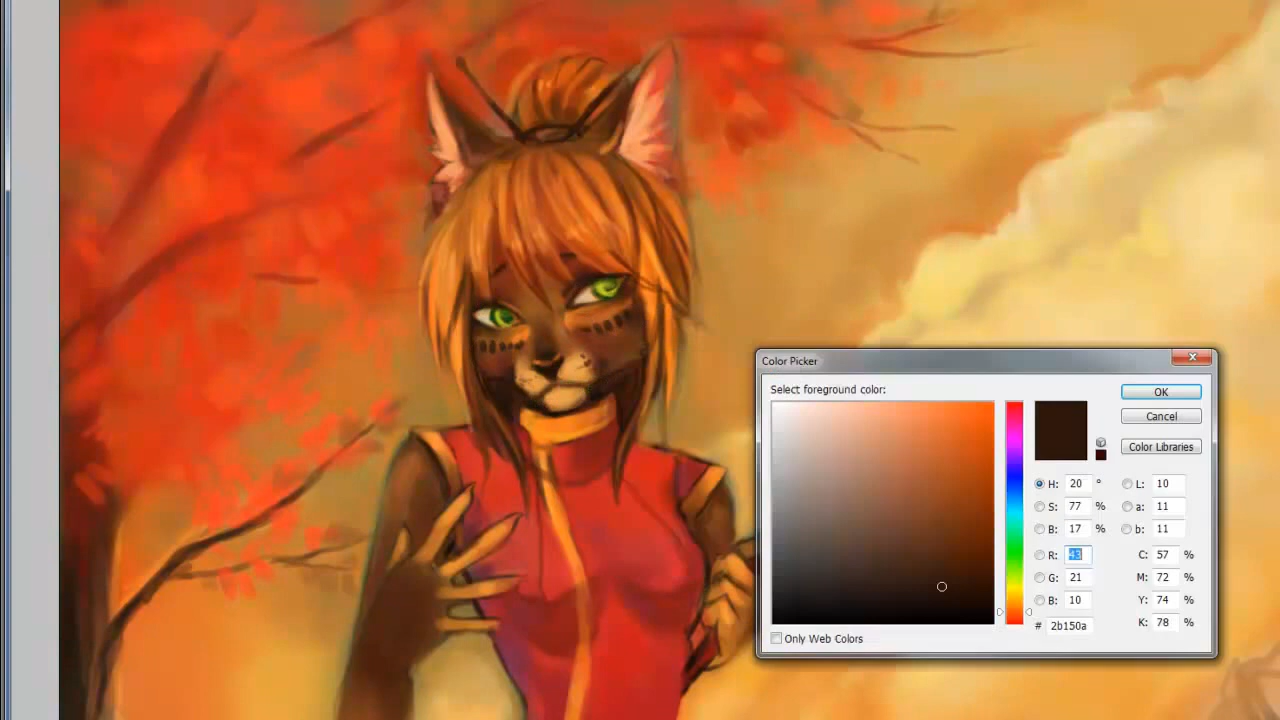 Color Picker
Select foreground color:
OK
Cancel
Color Libraries
H: 20 ° L: 10
S: 77 % a: 11
B: 17 % b: 11
R: 43 C: 57 %
G: 21 M: 72 %
B: 10 Y: 74 %
# 2b150a K: 78 %
Only Web Colors